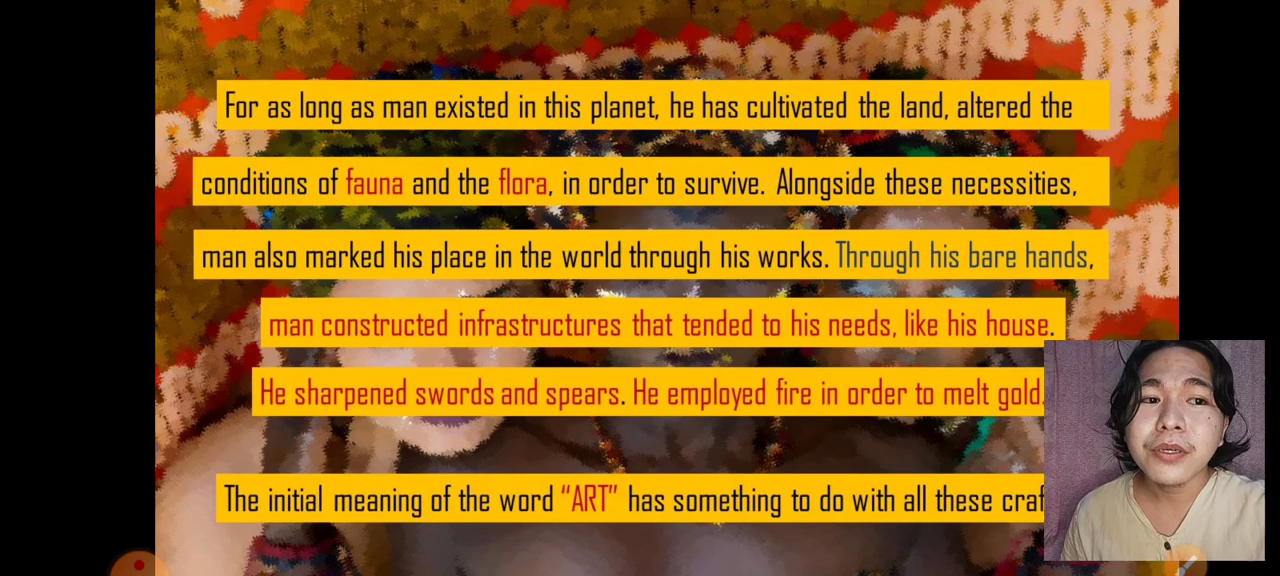 For as long as man existed in this planet, he has cultivated the land, altered the
conditions of fauna and the flora, in order to survive. Alongside these necessities,
man also marked his place in the world through his works. Through his bare hands,
man constructed infrastructures that tended to his needs, like his house.
He sharpened swords and spears. He employed fire in order to melt gold.
The initial meaning of the word “ART” has something to do with all these